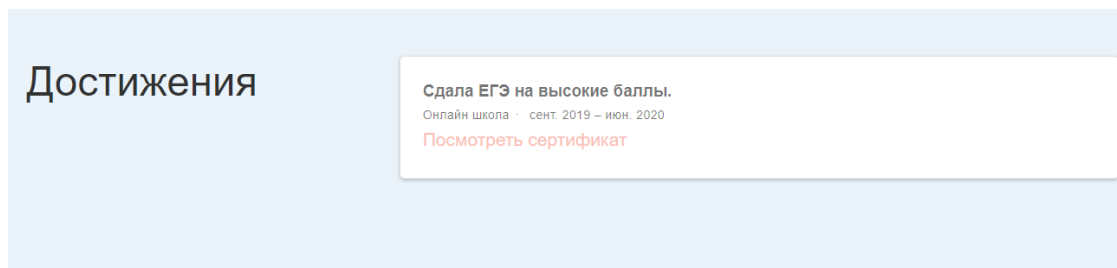 Достижения
Сдала ЕГЭ на высокие баллы.
Онлайн школа · сент. 2019 – июн. 2020
Посмотреть сертификат